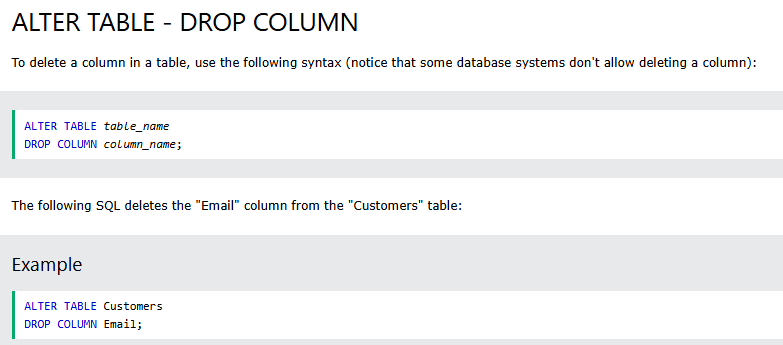 ALTER TABLE - DROP COLUMN
To delete a column in a table, use the following syntax (notice that some database systems don't allow deleting a column):
ALTER TABLE table_name
DROP COLUMN column_name;
The following SQL deletes the "Email" column from the "Customers" table:
Example
ALTER TABLE Customers
DROP COLUMN Email;